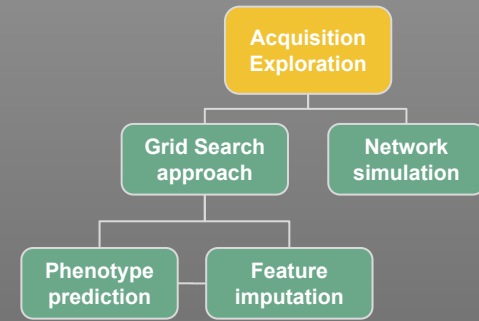 Acquisition
Exploration
Grid Search
approach
Network
simulation
Phenotype
prediction
Feature
imputation